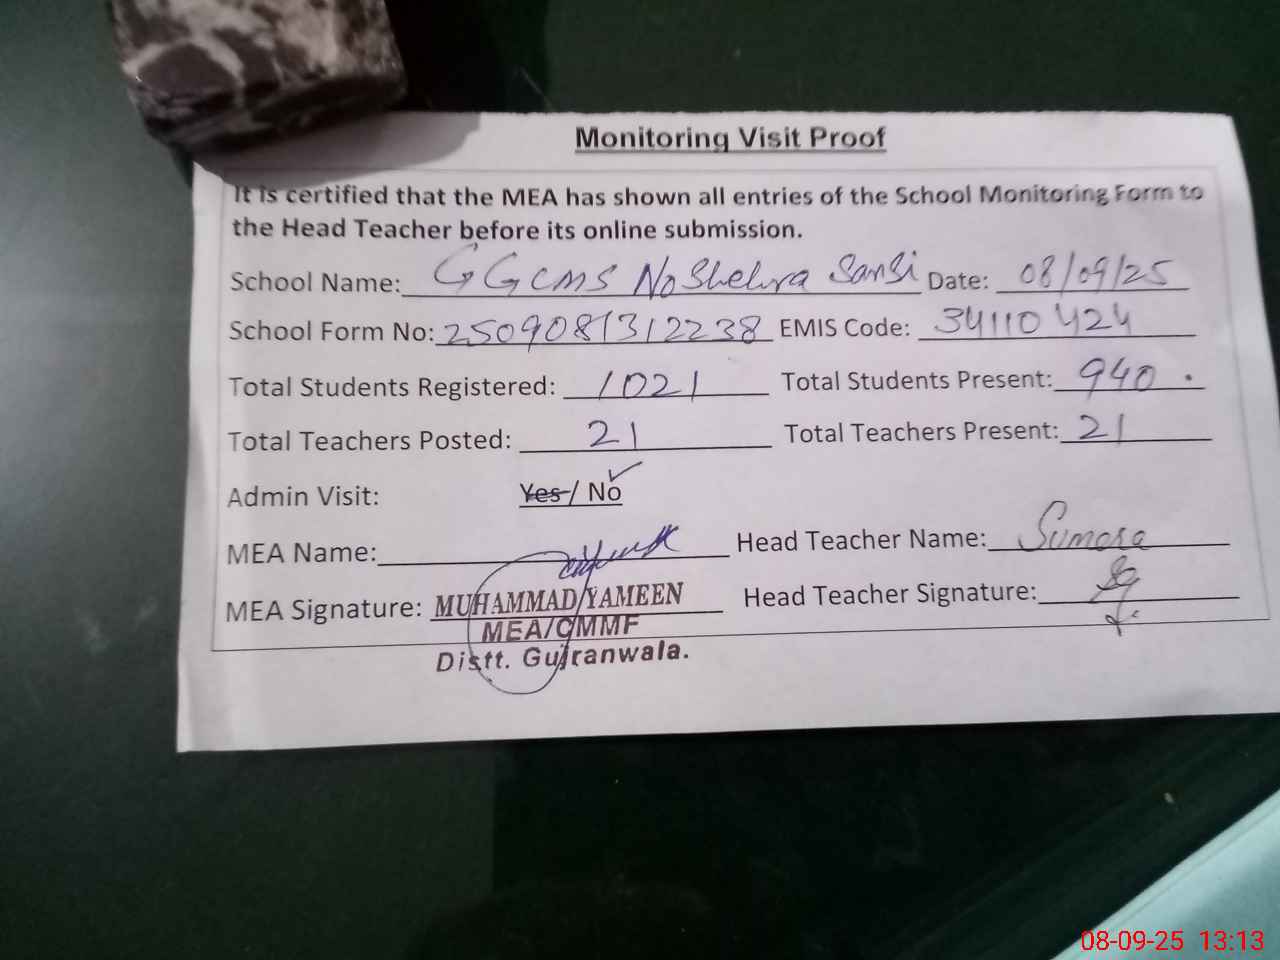 Monitoring Visit Proof
It is certified that the MEA has shown all entries of the School Monitoring Form to
the Head Teacher before its online submission.
School Name: GGCMS NoShehra Sansi Date: 08/09/25
School Form No: 2509081312238 EMIS Code: 34110424
Total Students Registered: 1021 Total Students Present: 940
Total Teachers Posted: 21 Total Teachers Present: 21
Admin Visit: Yes / No
MEA Name: Head Teacher Name: Sumera
MEA Signature: MUHAMMAD YAMEEN Head Teacher Signature:
MEA/CMMF
Distt. Gujranwala.
08-09-25 13:13